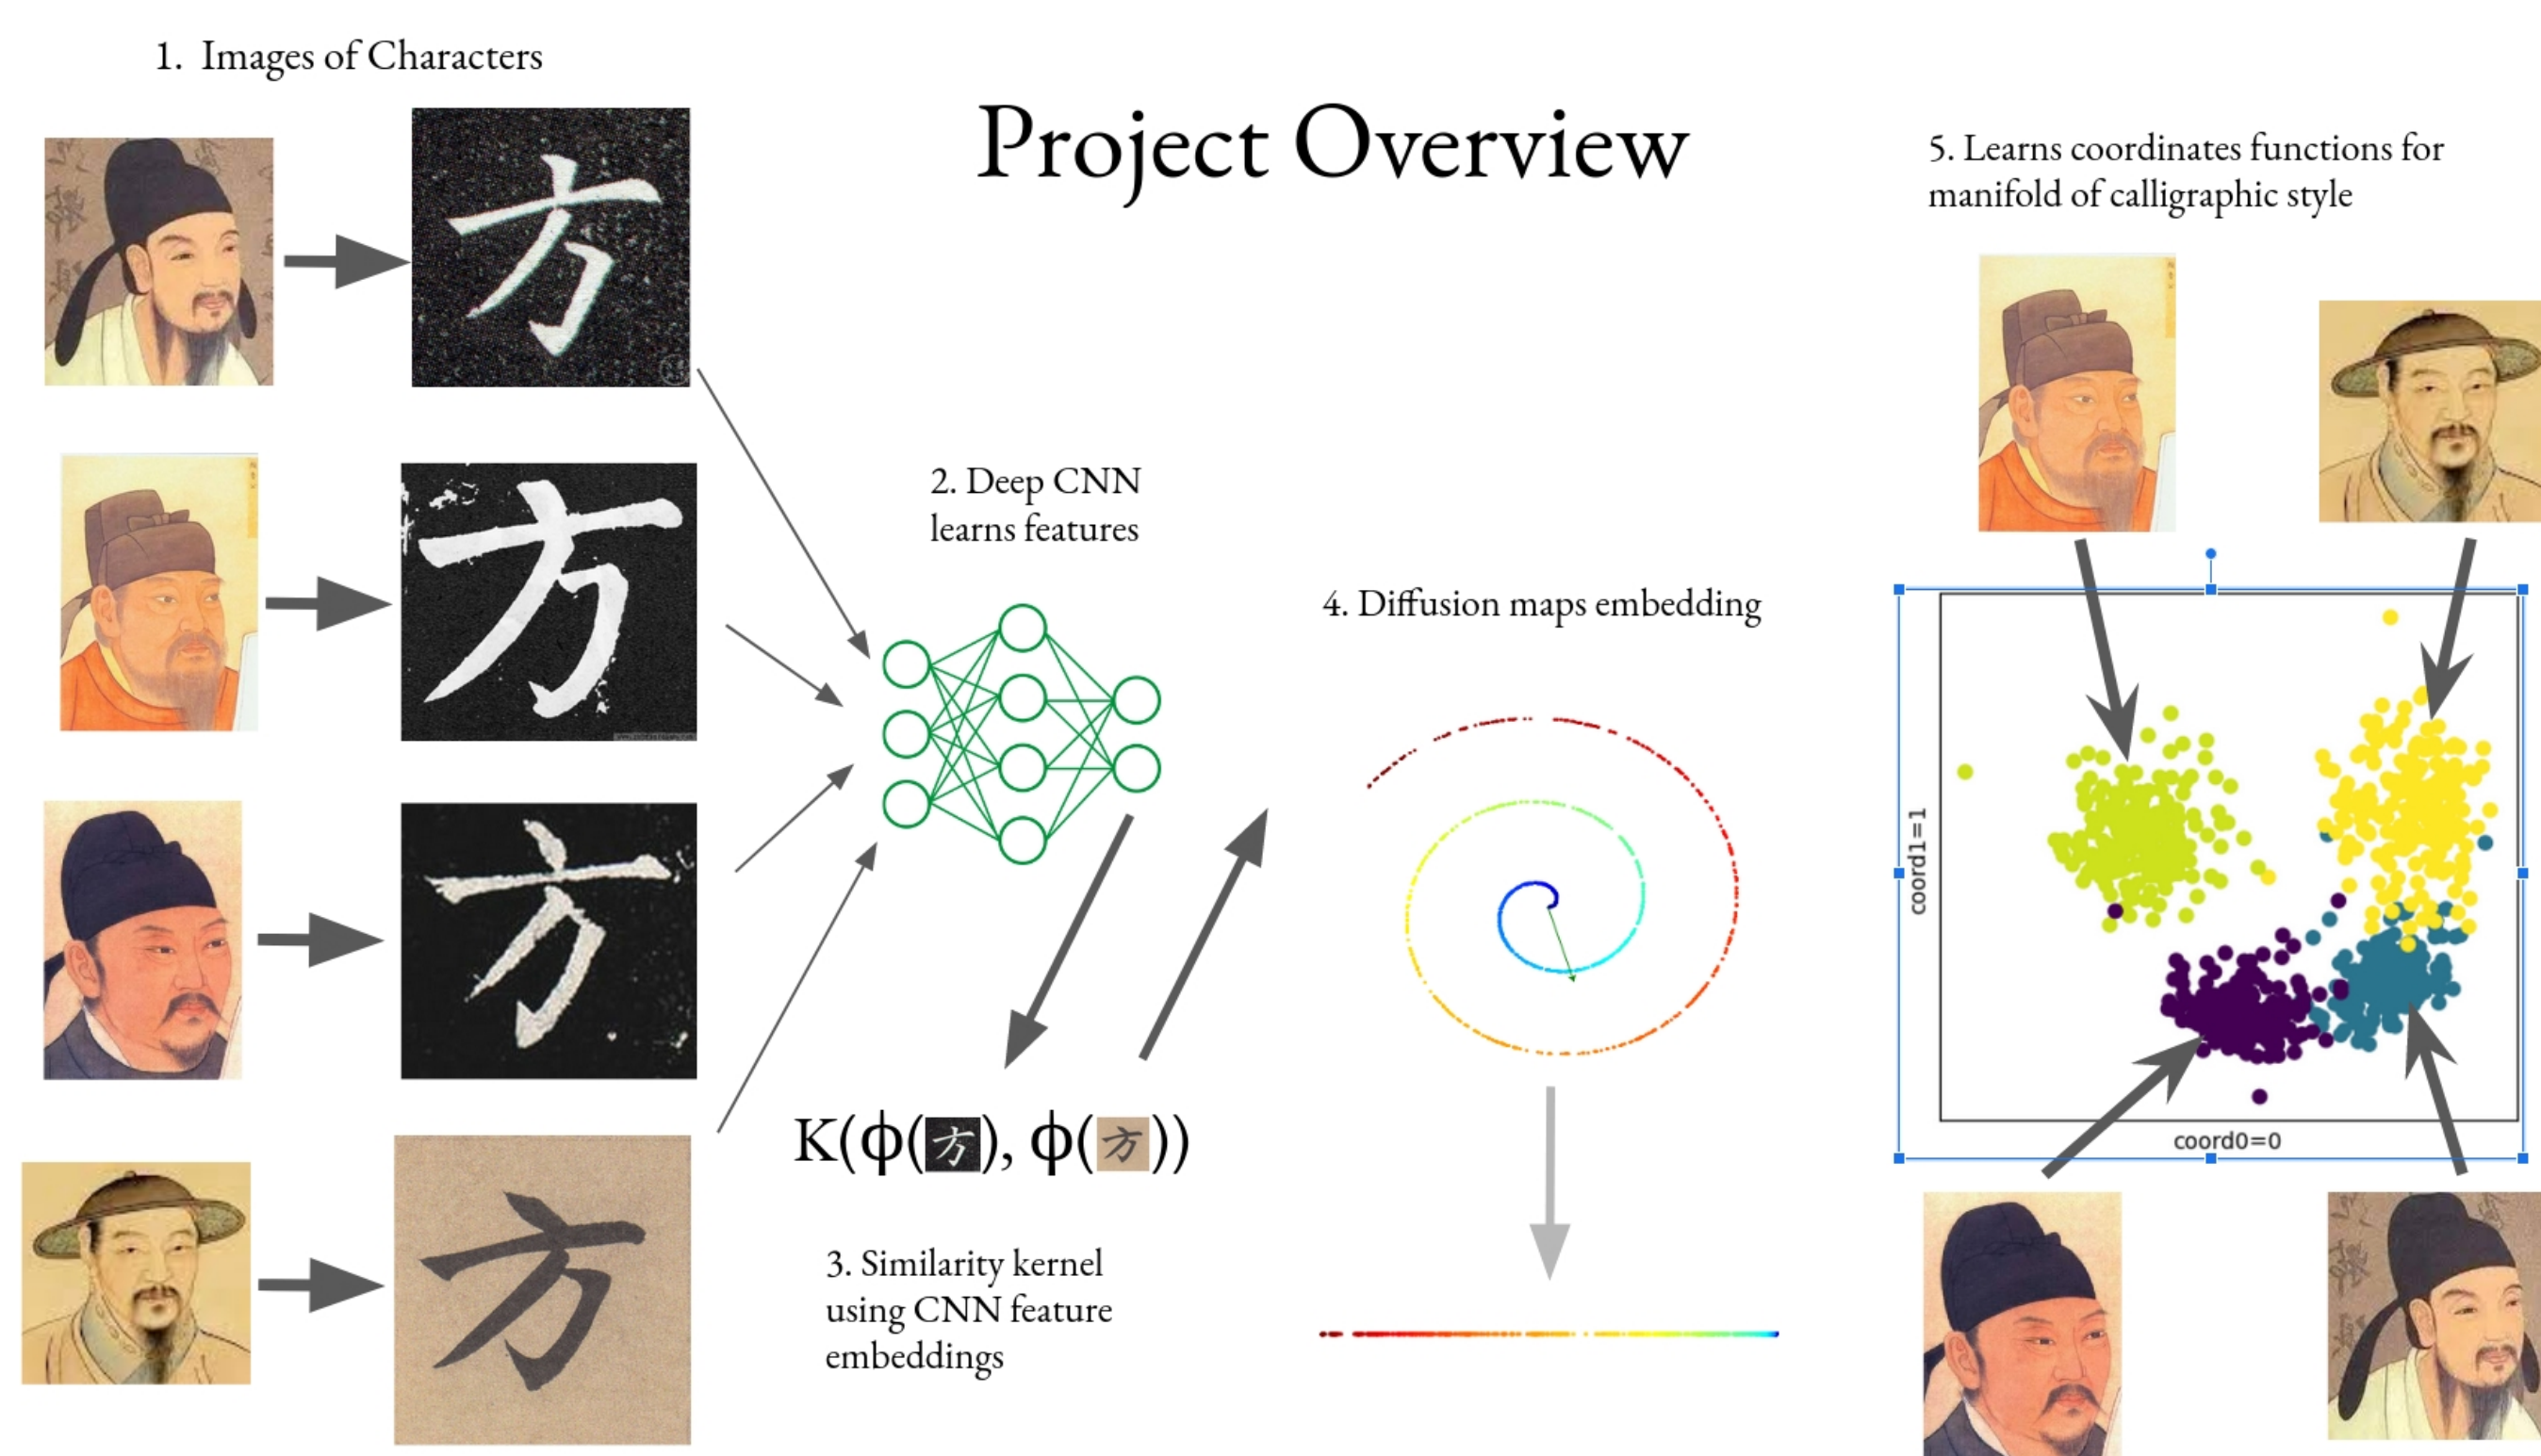 1. Images of Characters
方
方
方
方
Project Overview
2. Deep CNN
learns features
K(ϕ(方), ϕ(方))
3. Similarity kernel
using CNN feature
embeddings
4. Diffusion maps embedding
5. Learns coordinates functions for
manifold of calligraphic style
coord1=1
coord0=0